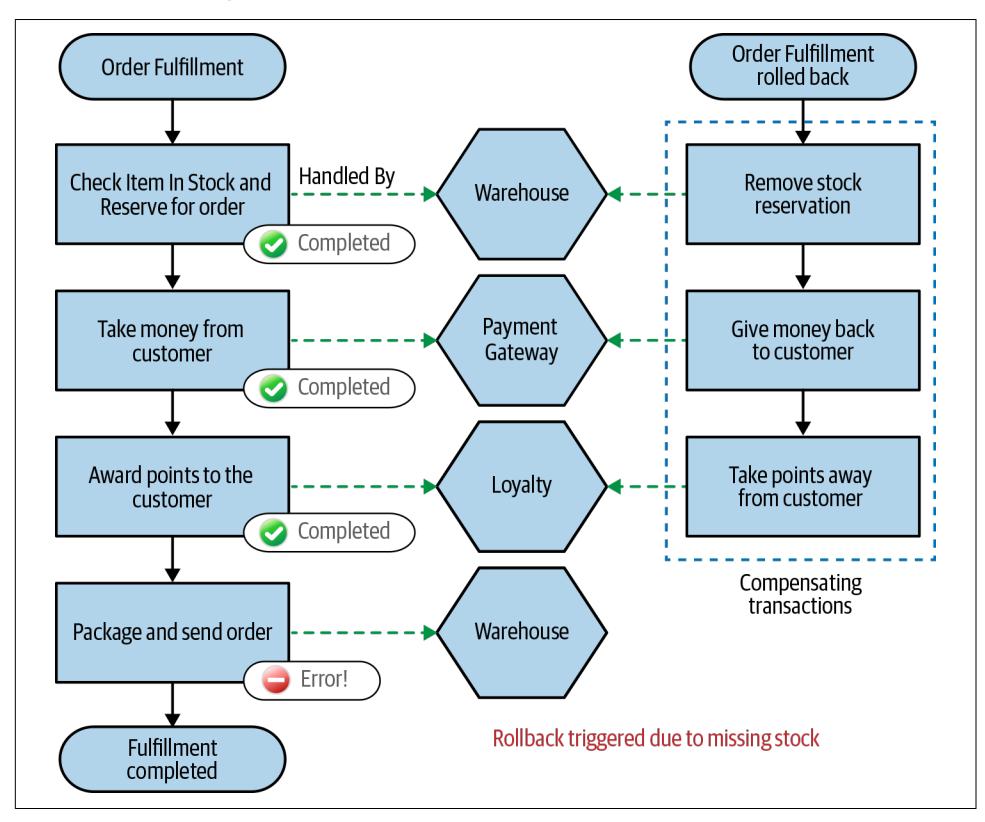 Order Fulfillment
Order Fulfillment
rolled back
Check Item In Stock and
Reserve for order
Handled By
Warehouse
Remove stock
reservation
Completed
Take money from
customer
Payment
Gateway
Give money back
to customer
Completed
Award points to the
customer
Loyalty
Take points away
from customer
Completed
Compensating
transactions
Package and send order
Warehouse
Error!
Fulfillment
completed
Rollback triggered due to missing stock